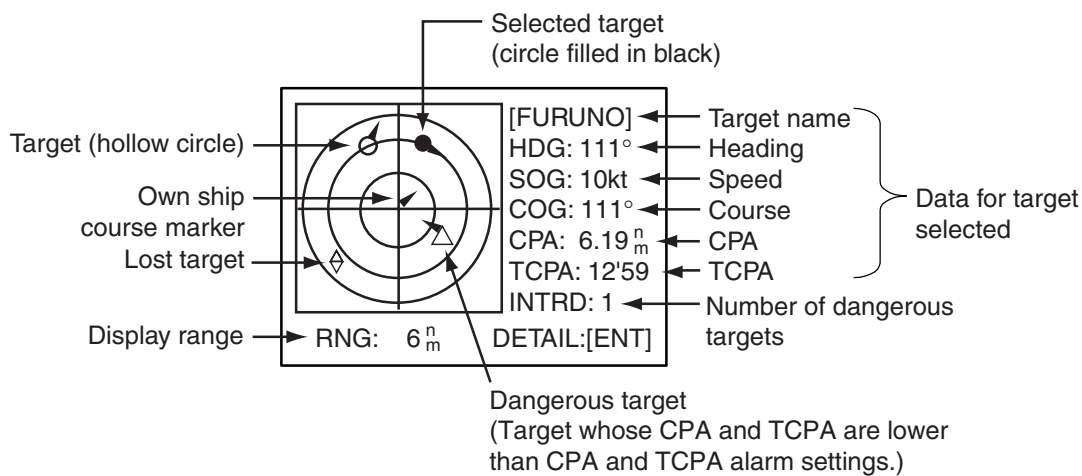 Selected target
(circle filled in black)
Target (hollow circle)
Own ship
course marker
Lost target
Display range
[FURUNO]
HDG: 111°
SOG: 10kt
COG: 111°
CPA: 6.19 nm
TCPA: 12'59
INTRD: 1
RNG: 6 nm
DETAIL:[ENT]
Target name
Heading
Speed
Course
CPA
TCPA
Number of dangerous
targets
Data for target
selected
Dangerous target
(Target whose CPA and TCPA are lower
than CPA and TCPA alarm settings.)